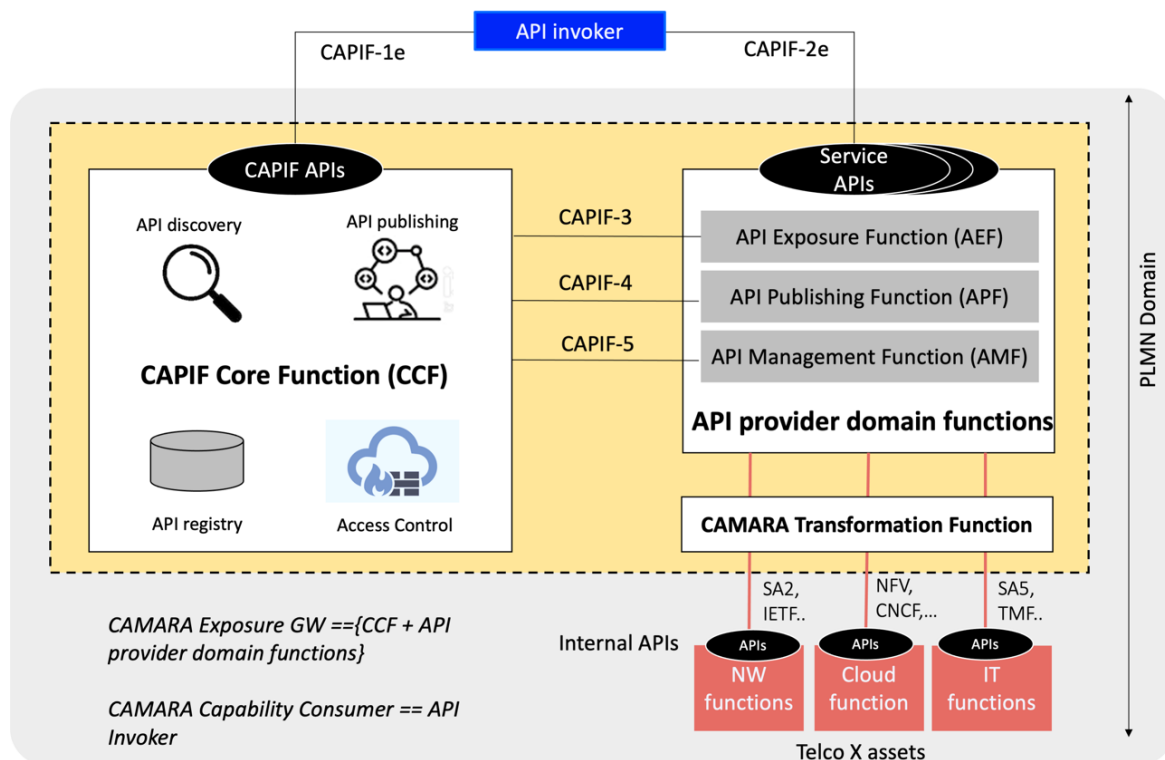 API invoker
CAPIF-1e
CAPIF-2e
CAPIF APIs
Service
APIs
API discovery
API publishing
CAPIF-3
API Exposure Function (AEF)
CAPIF-4
API Publishing Function (APF)
CAPIF-5
API Management Function (AMF)
CAPIF Core Function (CCF)
API provider domain functions
API registry
Access Control
CAMARA Transformation Function
PLMN Domain
SA2,
IETF..
NFV,
CNCF,...
SA5,
TMF..
CAMARA Exposure GW =={CCF + API
provider domain functions}
Internal APIs
APIs
APIs
APIs
NW
functions
Cloud
function
IT
functions
CAMARA Capability Consumer == API
Invoker
Telco X assets